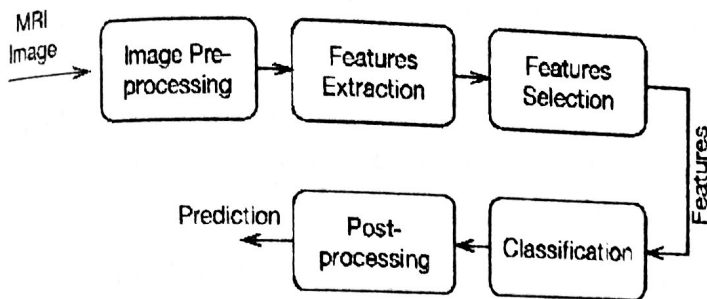 MRI
Image
Image Pre-
processing
Features
Extraction
Features
Selection
Features
Classification
Post-
processing
Prediction